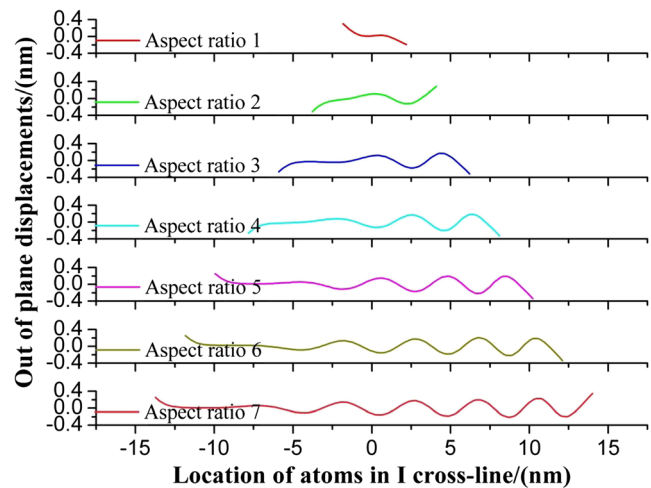 Out of plane displacements/(nm)
0.4
0.0
-0.4
Aspect ratio 1
0.4
0.0
-0.4
Aspect ratio 2
0.4
0.0
-0.4
Aspect ratio 3
0.4
0.0
-0.4
Aspect ratio 4
0.4
0.0
-0.4
Aspect ratio 5
0.4
0.0
-0.4
Aspect ratio 6
0.4
0.0
-0.4
Aspect ratio 7
-15 -10 -5 0 5 10 15
Location of atoms in I cross-line/(nm)